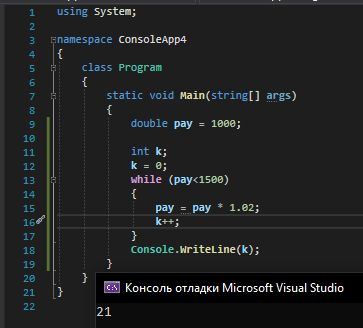 1 using System;
2
3 namespace ConsoleApp4
4 {
5 class Program
6 {
7 static void Main(string[] args)
8 {
9 double pay = 1000;
10
11 int k;
12 k = 0;
13 while (pay<1500)
14 {
15 pay = pay * 1.02;
16 k++;
17 }
18 Console.WriteLine(k);
19 }
20 }
21 }
22
Консоль отладки Microsoft Visual Studio
21